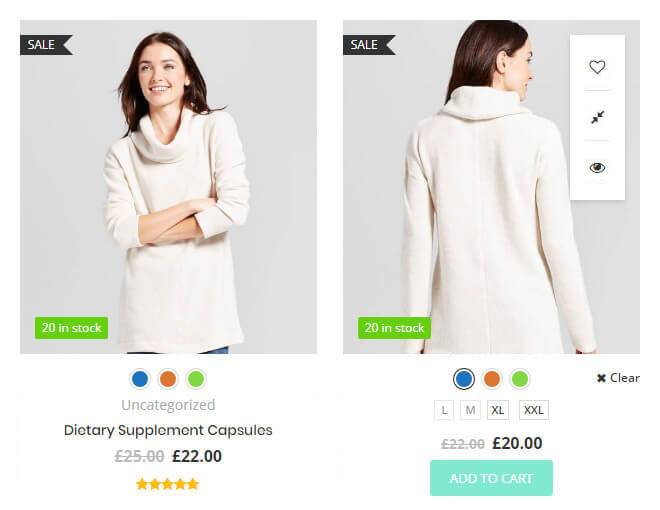 SALE
20 in stock
Uncategorized
Dietary Supplement Capsules
£25.00 £22.00
SALE
20 in stock
✖ Clear
L M XL XXL
£22.00 £20.00
ADD TO CART